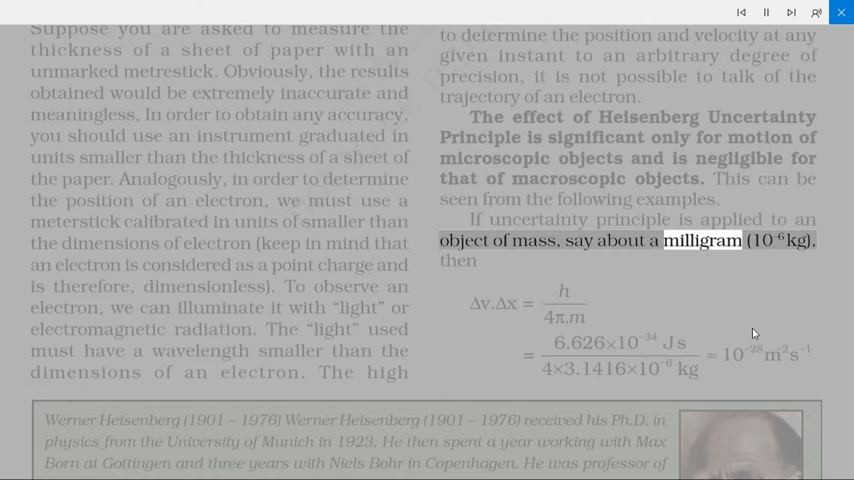 Suppose you are asked to measure the
thickness of a sheet of paper with an
unmarked metrestick. Obviously, the results
obtained would be extremely inaccurate and
meaningless, In order to obtain any accuracy,
you should use an instrument graduated in
units smaller than the thickness of a sheet of
the paper. Analogously, in order to determine
the position of an electron, we must use a
meterstick calibrated in units of smaller than
the dimensions of electron (keep in mind that
an electron is considered as a point charge and
is therefore, dimensionless). To observe an
electron, we can illuminate it with “light” or
electromagnetic radiation. The “light” used
must have a wavelength smaller than the
dimensions of an electron. The high
to determine the position and velocity at any
given instant to an arbitrary degree of
precision, it is not possible to talk of the
trajectory of an electron.
The effect of Heisenberg Uncertainty
Principle is significant only for motion of
microscopic objects and is negligible for
that of macroscopic objects. This can be
seen from the following examples.
If uncertainty principle is applied to an
object of mass, say about a milligram (10⁻⁶kg),
then
Δv.Δx = h / 4π.m
= 6.626×10⁻³⁴ J s / 4×3.1416×10⁻⁶ kg ≈ 10⁻²⁸m⁻²s⁻¹
Werner Heisenberg (1901 – 1976) Werner Heisenberg (1901 – 1976) received his Ph.D. in
physics from the University of Munich in 1923. He then spent a year working with Max
Born at Gottingen and three years with Niels Bohr in Copenhagen. He was professor of